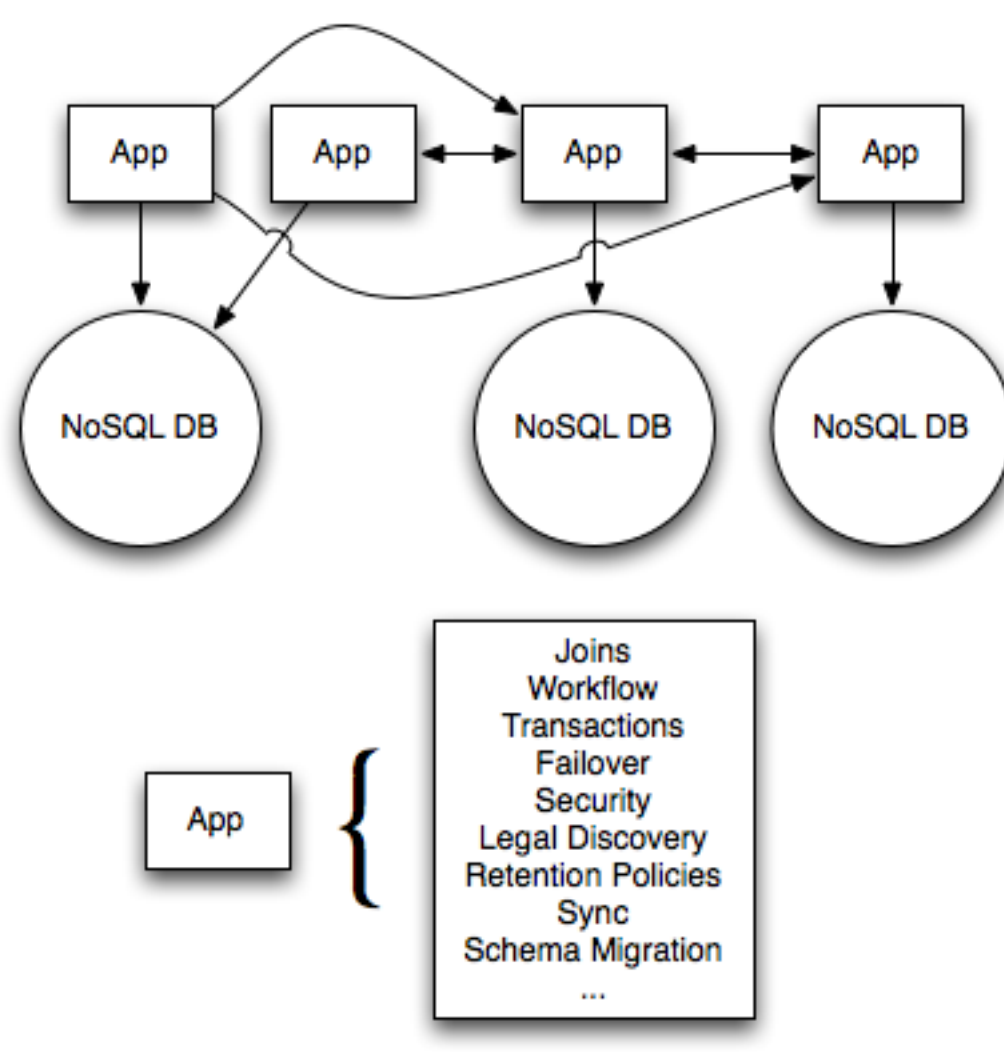 App
App
App
App
NoSQL DB
NoSQL DB
NoSQL DB
App
Joins
Workflow
Transactions
Failover
Security
Legal Discovery
Retention Policies
Sync
Schema Migration
...